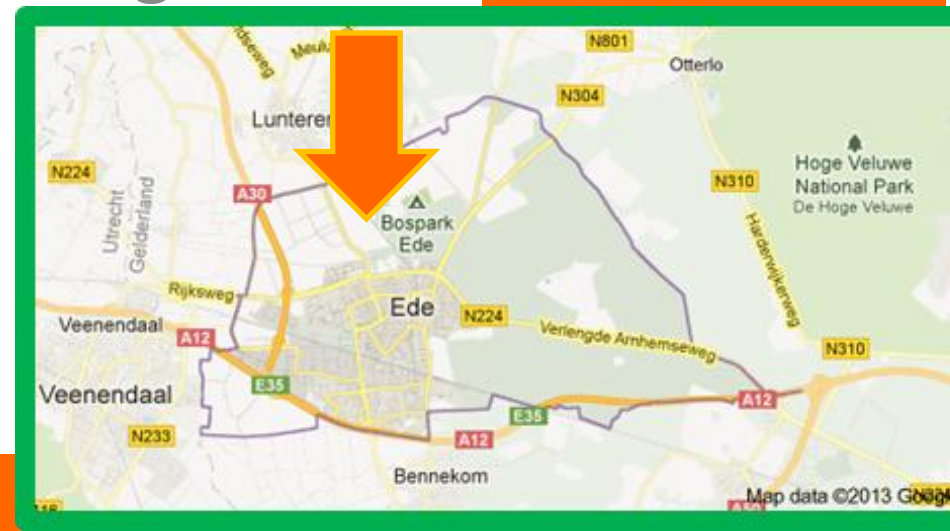 N801
Otterlo
N304
Lunteren
N224
Utrecht
Gelderland
A30
N310
Hoge Veluwe
National Park
De Hoge Veluwe
Bospark
Ede
Harderwijkerweg
Rijksweg
Ede
N224
Veenendaal
A12
Verlengde Arnhemseweg
N310
Veenendaal
E35
A12
N233
E35
A12
Bennekom
Map data ©2013